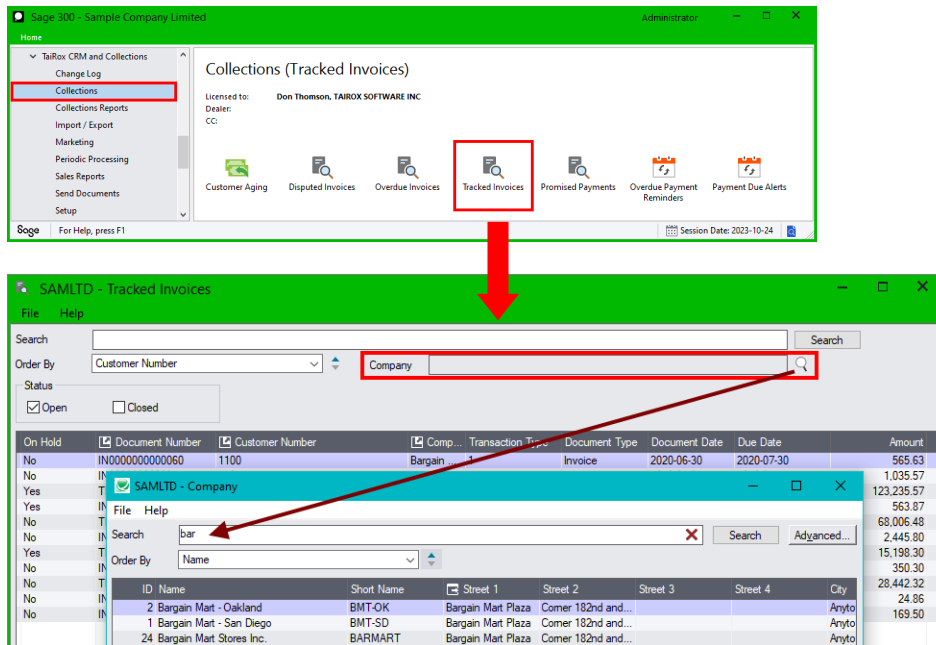 Sage 300 - Sample Company Limited Administrator
Home
TaiRox CRM and Collections
Change Log
Collections
Collections Reports
Import / Export
Marketing
Periodic Processing
Sales Reports
Send Documents
Setup
Collections (Tracked Invoices)
Licensed to: Don Thomson, TAIROX SOFTWARE INC
Dealer:
CC:
Customer Aging Disputed Invoices Overdue Invoices Tracked Invoices Promised Payments Overdue Payment Payment Due Alerts
Reminders
Sage For Help, press F1 Session Date: 2023-10-24
SAMLTD - Tracked Invoices
File Help
Search Search
Order By Customer Number Company
Status
Open Closed
On Hold Document Number Customer Number Comp... Transaction Type Document Type Document Date Due Date Amount
No IN0000000000060 1100 Bargain ... 1 Invoice 2020-06-30 2020-07-30 565.63
No IN 1,035.57
Yes T 123,235.57
Yes IN 563.87
No T 68,006.48
No IN 2,445.80
Yes T 15,198.30
No IN 350.30
No T 28,442.32
No IN 24.86
No IN 169.50
SAMLTD - Company
File Help
Search bar Search Advanced...
Order By Name
ID Name Short Name Street 1 Street 2 Street 3 Street 4 City
2 Bargain Mart - Oakland BMT-OK Bargain Mart Plaza Corner 182nd and... Anyto
1 Bargain Mart - San Diego BMT-SD Bargain Mart Plaza Corner 182nd and... Anyto
24 Bargain Mart Stores Inc. BARMART Bargain Mart Plaza Corner 182nd and... Anyto